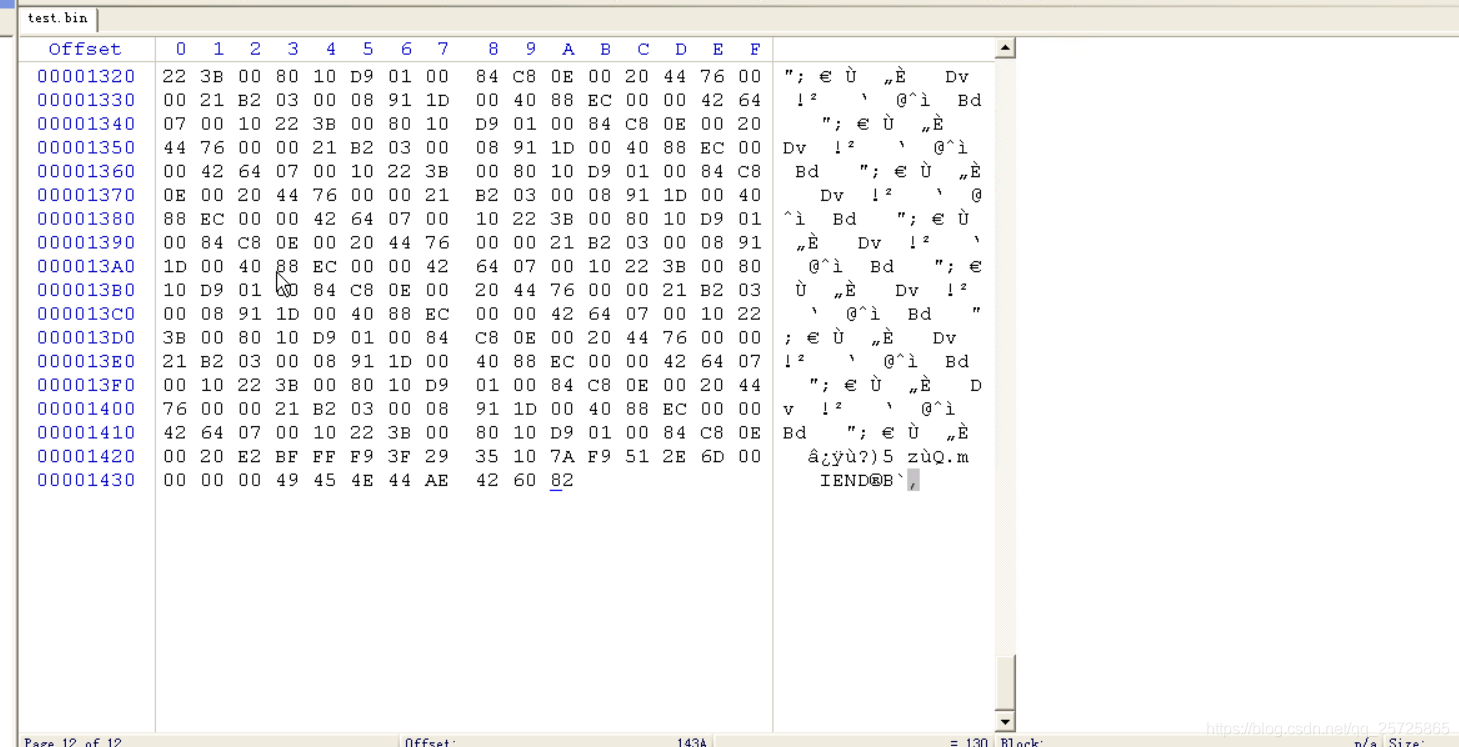 test.bin
Offset 0 1 2 3 4 5 6 7 8 9 A B C D E F
00001320 22 3B 00 80 10 D9 01 00 84 C8 0E 00 20 44 76 00 "; € Ù „È Dv
00001330 00 21 B2 03 00 08 91 1D 00 40 88 EC 00 00 42 64 !² ‘ @ˆì Bd
00001340 07 00 10 22 3B 00 80 10 D9 01 00 84 C8 0E 00 20 "; € Ù „È
00001350 44 76 00 00 21 B2 03 00 08 91 1D 00 40 88 EC 00 Dv !² ‘ @ˆì
00001360 00 42 64 07 00 10 22 3B 00 80 10 D9 01 00 84 C8 Bd "; € Ù „È
00001370 0E 00 20 44 76 00 00 21 B2 03 00 08 91 1D 00 40 Dv !² ‘ @
00001380 88 EC 00 00 42 64 07 00 10 22 3B 00 80 10 D9 01 ˆì Bd "; € Ù
00001390 00 84 C8 0E 00 20 44 76 00 00 21 B2 03 00 08 91 „È Dv !² ‘
000013A0 1D 00 40 88 EC 00 00 42 64 07 00 10 22 3B 00 80 @ˆì Bd "; €
000013B0 10 D9 01 00 84 C8 0E 00 20 44 76 00 00 21 B2 03 Ù „È Dv !²
000013C0 00 08 91 1D 00 40 88 EC 00 00 42 64 07 00 10 22 ‘ @ˆì Bd "
000013D0 3B 00 80 10 D9 01 00 84 C8 0E 00 20 44 76 00 00 ; € Ù „È Dv
000013E0 21 B2 03 00 08 91 1D 00 40 88 EC 00 00 42 64 07 !² ‘ @ˆì Bd
000013F0 00 10 22 3B 00 80 10 D9 01 00 84 C8 0E 00 20 44 "; € Ù „È D
00001400 76 00 00 21 B2 03 00 08 91 1D 00 40 88 EC 00 00 v !² ‘ @ˆì
00001410 42 64 07 00 10 22 3B 00 80 10 D9 01 00 84 C8 0E Bd "; € Ù „È
00001420 00 20 E2 BF FF F9 3F 29 35 10 7A F9 51 2E 6D 00 â¿ÿù?)5 zùQ.m
00001430 00 00 00 49 45 4E 44 AE 42 60 82 IEND®B`‚
https://blog.csdn.net/qq_25725865
Page 12 of 12 Offset: 143A = 130 Block: n/a Size: